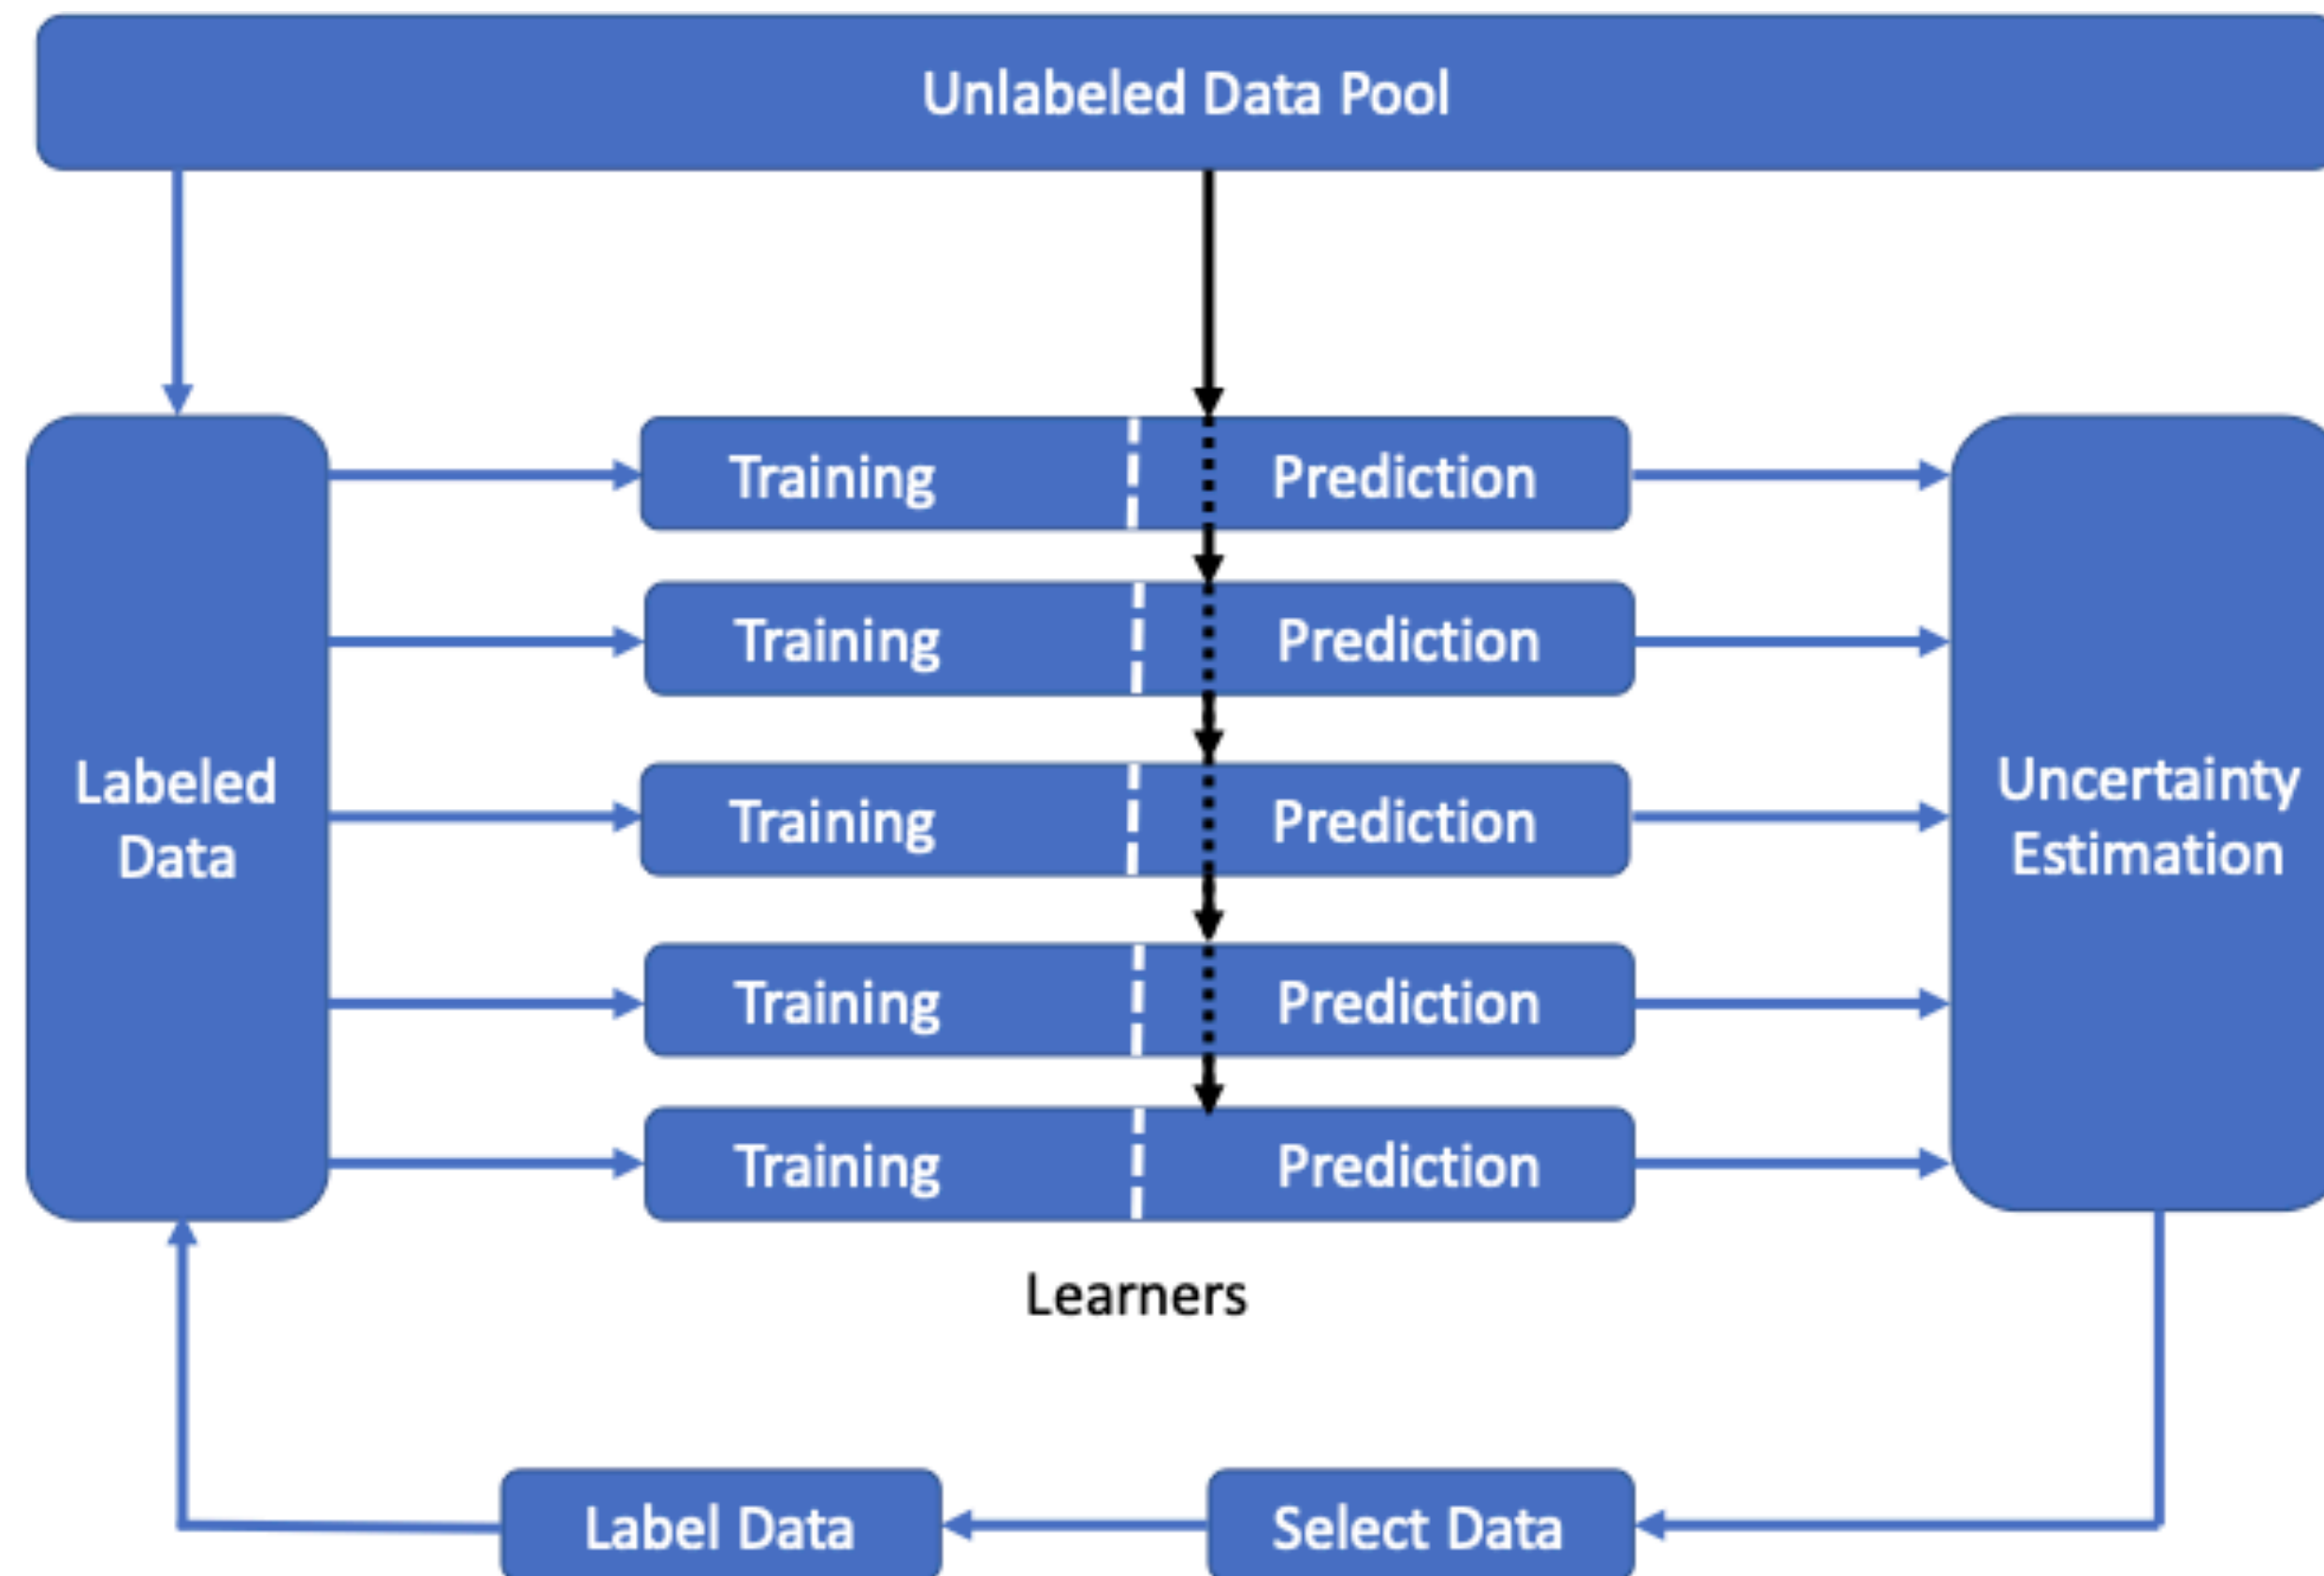 Unlabeled Data Pool
Training Prediction
Training Prediction
Labeled
Data
Training Prediction
Uncertainty
Estimation
Training Prediction
Training Prediction
Learners
Label Data
Select Data